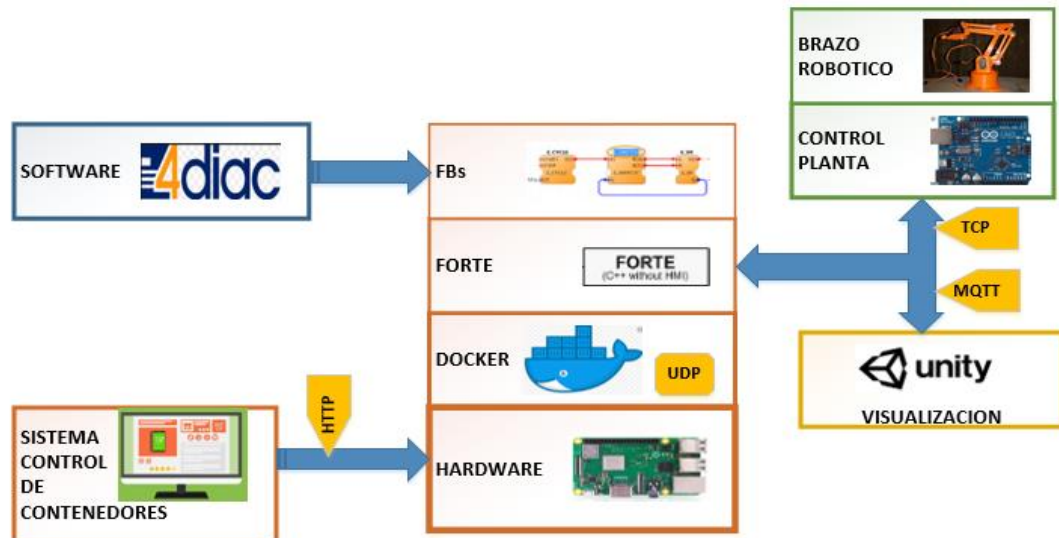 BRAZO
ROBOTICO
CONTROL
PLANTA
SOFTWARE
4diac
FBs
TCP
FORTE
FORTE
(C++ without HMI)
MQTT
DOCKER
UDP
unity
VISUALIZACION
HTTP
SISTEMA
CONTROL
DE
CONTENEDORES
HARDWARE